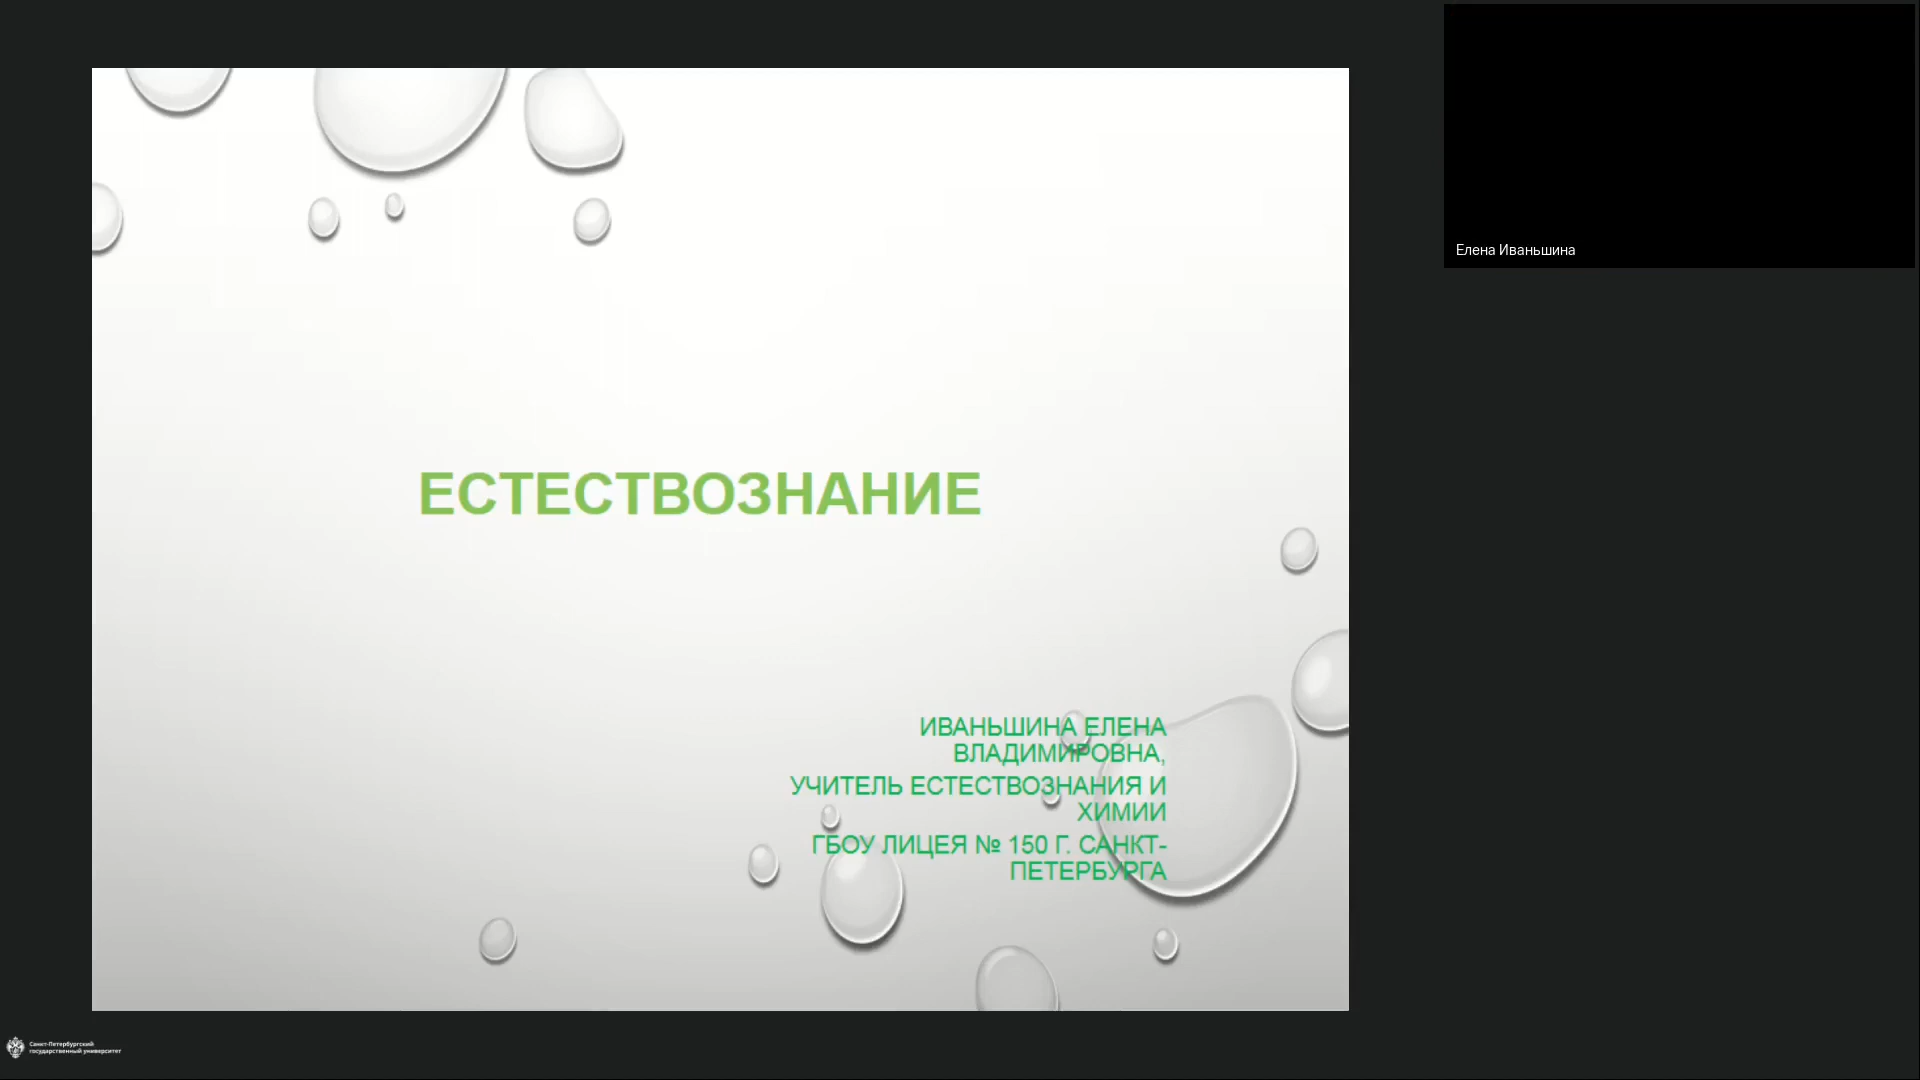 Елена Иваньшина
ЕСТЕСТВОЗНАНИЕ
ИВАНЬШИНА ЕЛЕНА
ВЛАДИМИРОВНА,
УЧИТЕЛЬ ЕСТЕСТВОЗНАНИЯ И
ХИМИИ
ГБОУ ЛИЦЕЯ № 150 Г. САНКТ-
ПЕТЕРБУРГА
Санкт-Петербургский
государственный университет